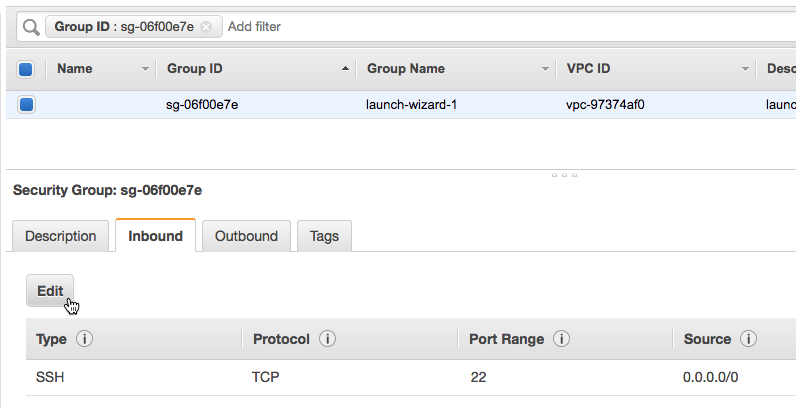 Group ID : sg-06f00e7e Add filter
Name Group ID Group Name VPC ID Desc
sg-06f00e7e launch-wizard-1 vpc-97374af0 launc
Security Group: sg-06f00e7e
Description Inbound Outbound Tags
Edit
Type i Protocol i Port Range i Source i
SSH TCP 22 0.0.0.0/0